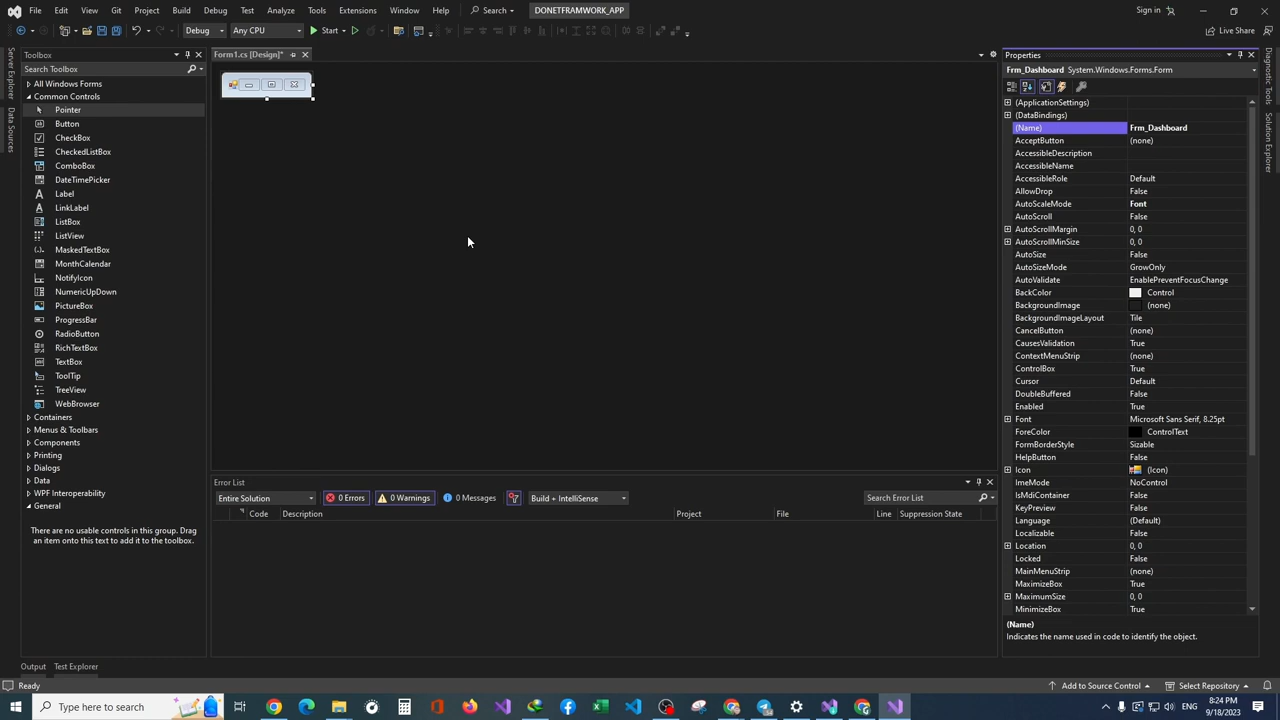 File Edit View Git Project Build Debug Test Analyze Tools Extensions Window Help Search DONETFRAMWORK_APP Sign in
Debug Any CPU Start Live Share
Server Explorer
Data Sources
Toolbox
Search Toolbox
All Windows Forms
Common Controls
Pointer
Button
CheckBox
CheckedListBox
ComboBox
DateTimePicker
Label
LinkLabel
ListBox
ListView
MaskedTextBox
MonthCalendar
NotifyIcon
NumericUpDown
PictureBox
ProgressBar
RadioButton
RichTextBox
TextBox
ToolTip
TreeView
WebBrowser
Containers
Menus & Toolbars
Components
Printing
Dialogs
Data
WPF Interoperability
General
There are no usable controls in this group. Drag
an item onto this text to add it to the toolbox.
Form1.cs [Design]*
Error List
Entire Solution 0 Errors 0 Warnings 0 Messages Build + IntelliSense Search Error List
Code Description Project File Line Suppression State
Properties
Frm_Dashboard System.Windows.Forms.Form
(ApplicationSettings)
(DataBindings)
(Name) Frm_Dashboard
AcceptButton (none)
AccessibleDescription
AccessibleName
AccessibleRole Default
AllowDrop False
AutoScaleMode Font
AutoScroll False
AutoScrollMargin 0, 0
AutoScrollMinSize 0, 0
AutoSize False
AutoSizeMode GrowOnly
AutoValidate EnablePreventFocusChange
BackColor Control
BackgroundImage (none)
BackgroundImageLayout Tile
CancelButton (none)
CausesValidation True
ContextMenuStrip (none)
ControlBox True
Cursor Default
DoubleBuffered False
Enabled True
Font Microsoft Sans Serif, 8.25pt
ForeColor ControlText
FormBorderStyle Sizable
HelpButton False
Icon (Icon)
ImeMode NoControl
IsMdiContainer False
KeyPreview False
Language (Default)
Localizable False
Location 0, 0
Locked False
MainMenuStrip (none)
MaximizeBox True
MaximumSize 0, 0
MinimizeBox True
(Name)
Indicates the name used in code to identify the object.
Diagnostic Tools
Solution Explorer
Output Test Explorer
Ready Add to Source Control Select Repository
Type here to search
8:24 PM
9/18/2023